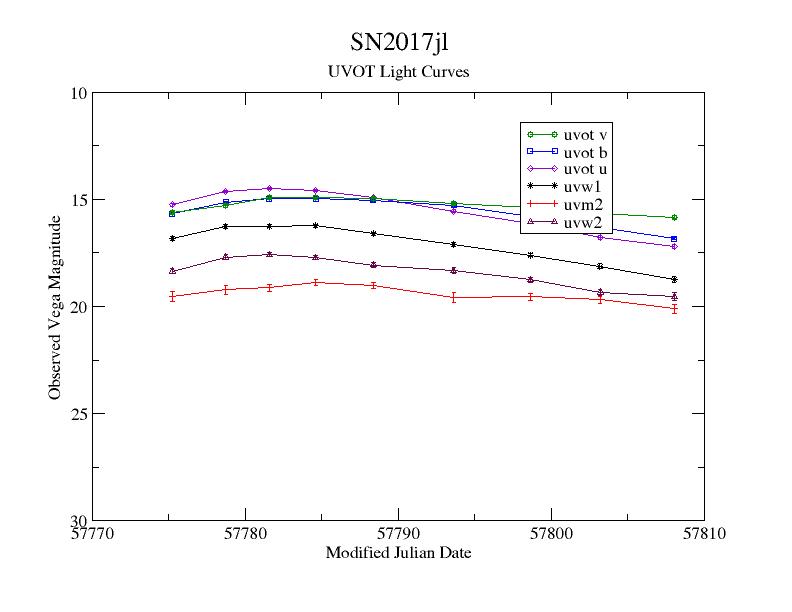 SN2017jl
UVOT Light Curves
10
15
20
25
30
Observed Vega Magnitude
uvot v
uvot b
uvot u
uvw1
uvm2
uvw2
57770
57780
57790
57800
57810
Modified Julian Date